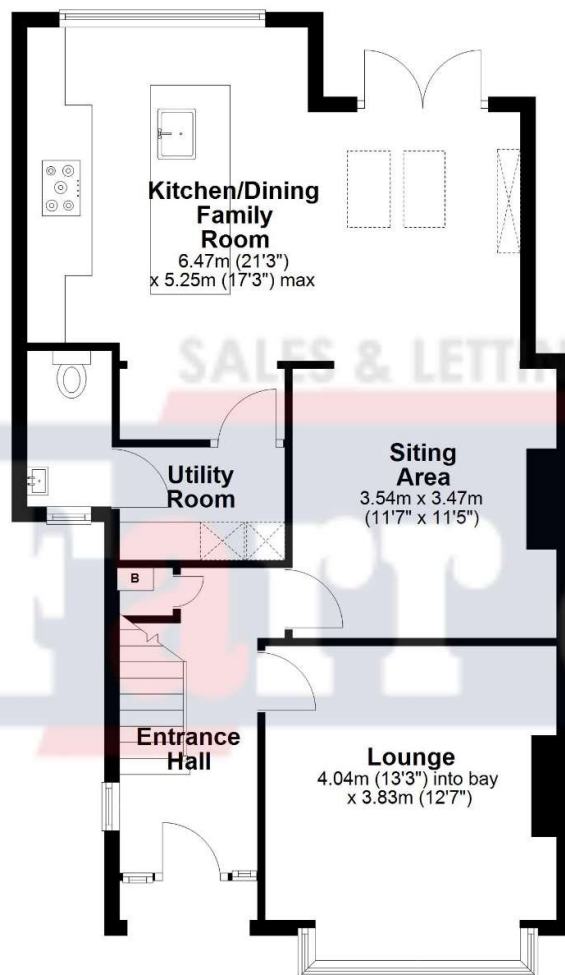 Kitchen/Dining
Family
Room
6.47m (21'3")
x 5.25m (17'3") max
SALES & LETTIN
Siting
Area
3.54m x 3.47m
(11'7" x 11'5")
Utility
Room
Farr
B
Entrance
Hall
Lounge
4.04m (13'3") into bay
x 3.83m (12'7")